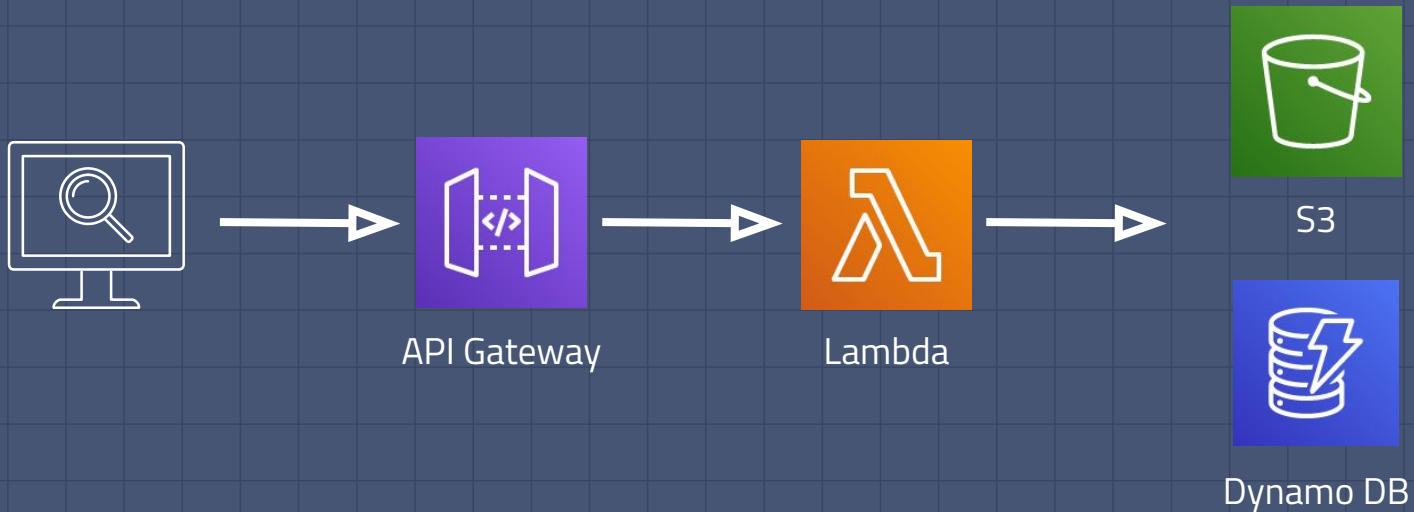 </>
API Gateway
Lambda
S3
Dynamo DB